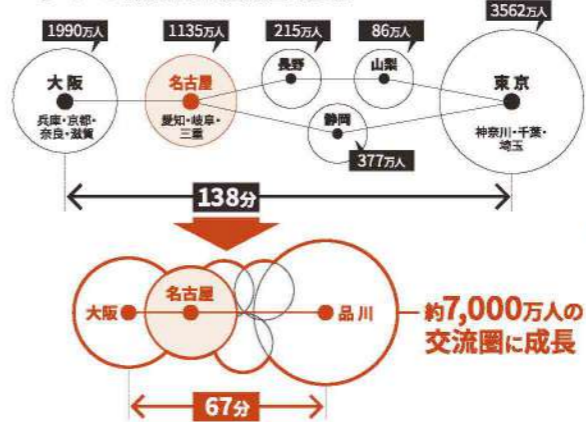 1990万人
1135万人
215万人
86万人
3562万人
大阪
兵庫・京都・
奈良・滋賀
名古屋
愛知・岐阜・
三重
長野
山梨
静岡
377万人
東京
神奈川・千葉・
埼玉
138分
大阪
名古屋
品川
約7,000万人の
交流圏に成長
67分